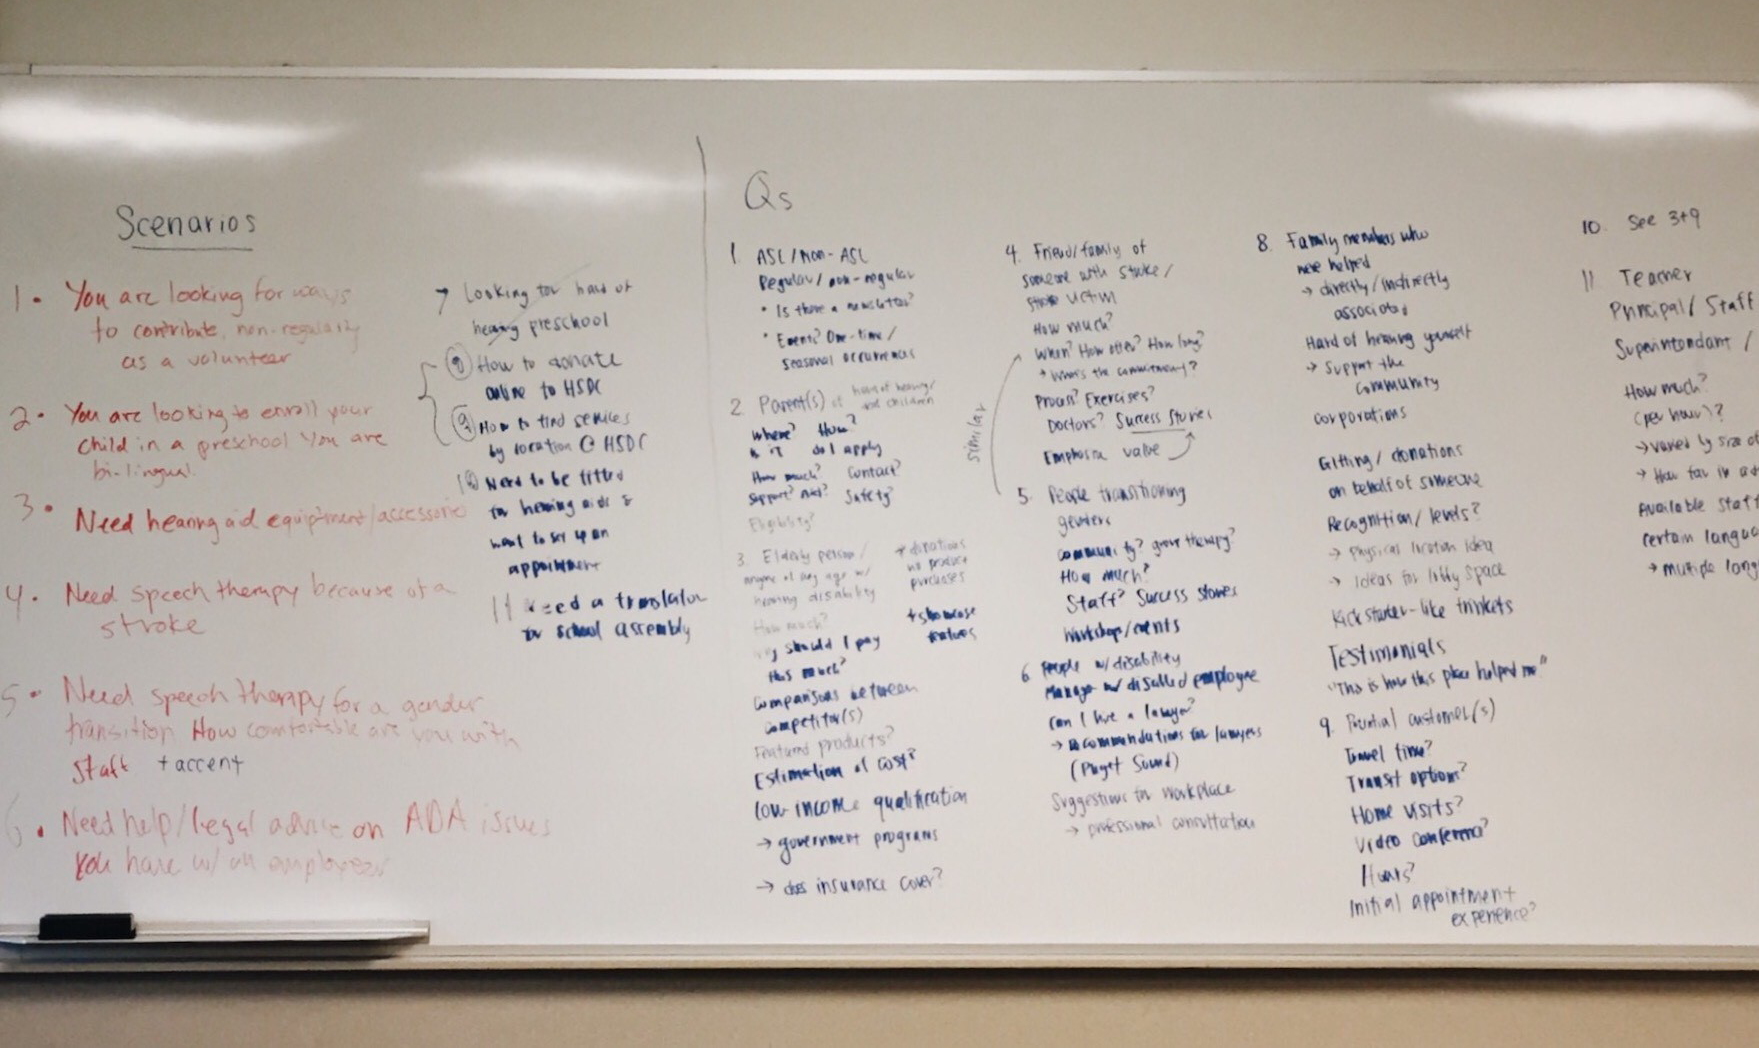 Scenarios
1. You are looking for ways
to contribute, non-regularly
as a volunteer
2. You are looking to enroll your
child in a preschool You are
bi-lingual.
3. Need hearing aid equiptment/accessories
4. Need speech therapy because of a
stroke
5. Need speech therapy for a gender
transition How comfortable are you with
staff + accent
6. Need help/legal advice on ADA issues
you have w/ an employee
7 Looking for hard of
hearing preschool
8 How to donate
online to HSDC
9 How to find services
by location @ HSDC
10 Need to be fitted
for hearing aids &
want to set up an
appointment
11 Need a translator
for school assembly
Qs
1. ASL/Non-ASL
Regular/non-regular
• Is there a newsletter?
• Events? One-time/
seasonal occurrences
2. Parent(s) of hard of hearing/
and children
Where? How?
is it do I apply
How much? Contact?
Support? Aid? Safety?
Eligibility?
3. Elderly person/
anyone of any age w/
hearing disability
How much?
Why should I pay
this much?
+ donations
no product
purchases
+ showcase
features
Comparisons between
competitor(s)
Featured products?
Estimation of cost?
Low income qualification
→ government programs
→ does insurance cover?
4. Friend/family of
someone with stroke/
stroke victim
How much?
When? How often? How long?
→ What's the commitment?
Process? Exercises?
Doctors? Success stories
Emphasize value
similar
5. People transitioning
genders
Community? group therapy?
How much?
Staff? Success stories
Workshops/events
6. People w/ disability
Manager w/ disabled employee
Can I hire a lawyer?
→ recommendations for lawyers
(Puget Sound)
Suggestions for workplace
→ professional consultation
8. Family members who
were helped
→ directly/indirectly
associated
Hard of hearing yourself
→ Support the
community
Corporations
Gifting/donations
on behalf of someone
Recognition/levels?
→ Physical location idea
→ Ideas for lobby space
Kickstarter-like trinkets
Testimonials
"This is how this place helped me"
9. Potential customer(s)
Travel time?
Transit options?
Home visits?
Video conference?
Hours?
Initial appointment
experience?
10. See 3+9
11 Teacher
Principal/Staff
Superintendant/
How much?
(per hour)?
→ varied by size of
→ How far in ad
Available staff
certain languag
→ multiple lang